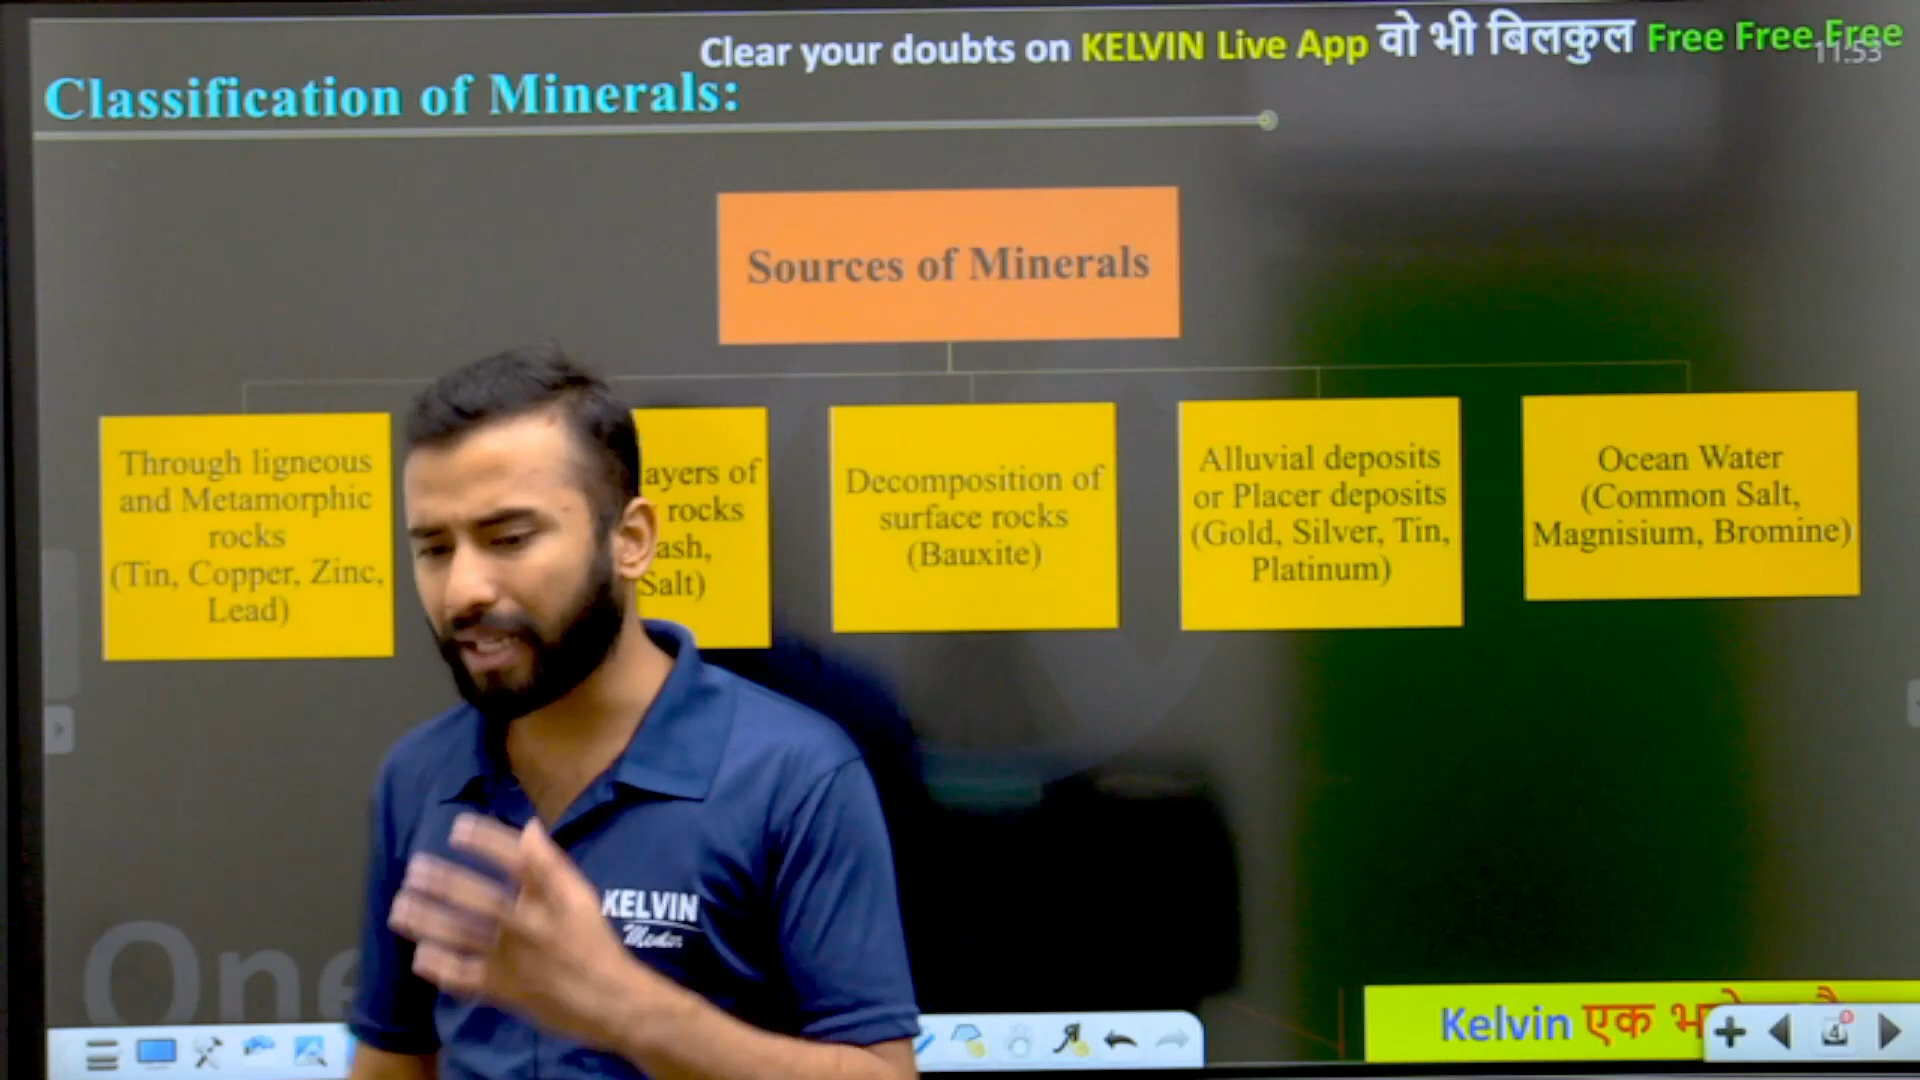 Clear your doubts on KELVIN Live App वो भी बिलकुल Free Free Free
11:53
Classification of Minerals:
Sources of Minerals
Through ligneous
and Metamorphic
rocks
(Tin, Copper, Zinc,
Lead)
ayers of
rocks
ash,
Salt)
Decomposition of
surface rocks
(Bauxite)
Alluvial deposits
or Placer deposits
(Gold, Silver, Tin,
Platinum)
Ocean Water
(Common Salt,
Magnisium, Bromine)
KELVIN
One
Kelvin एक
4